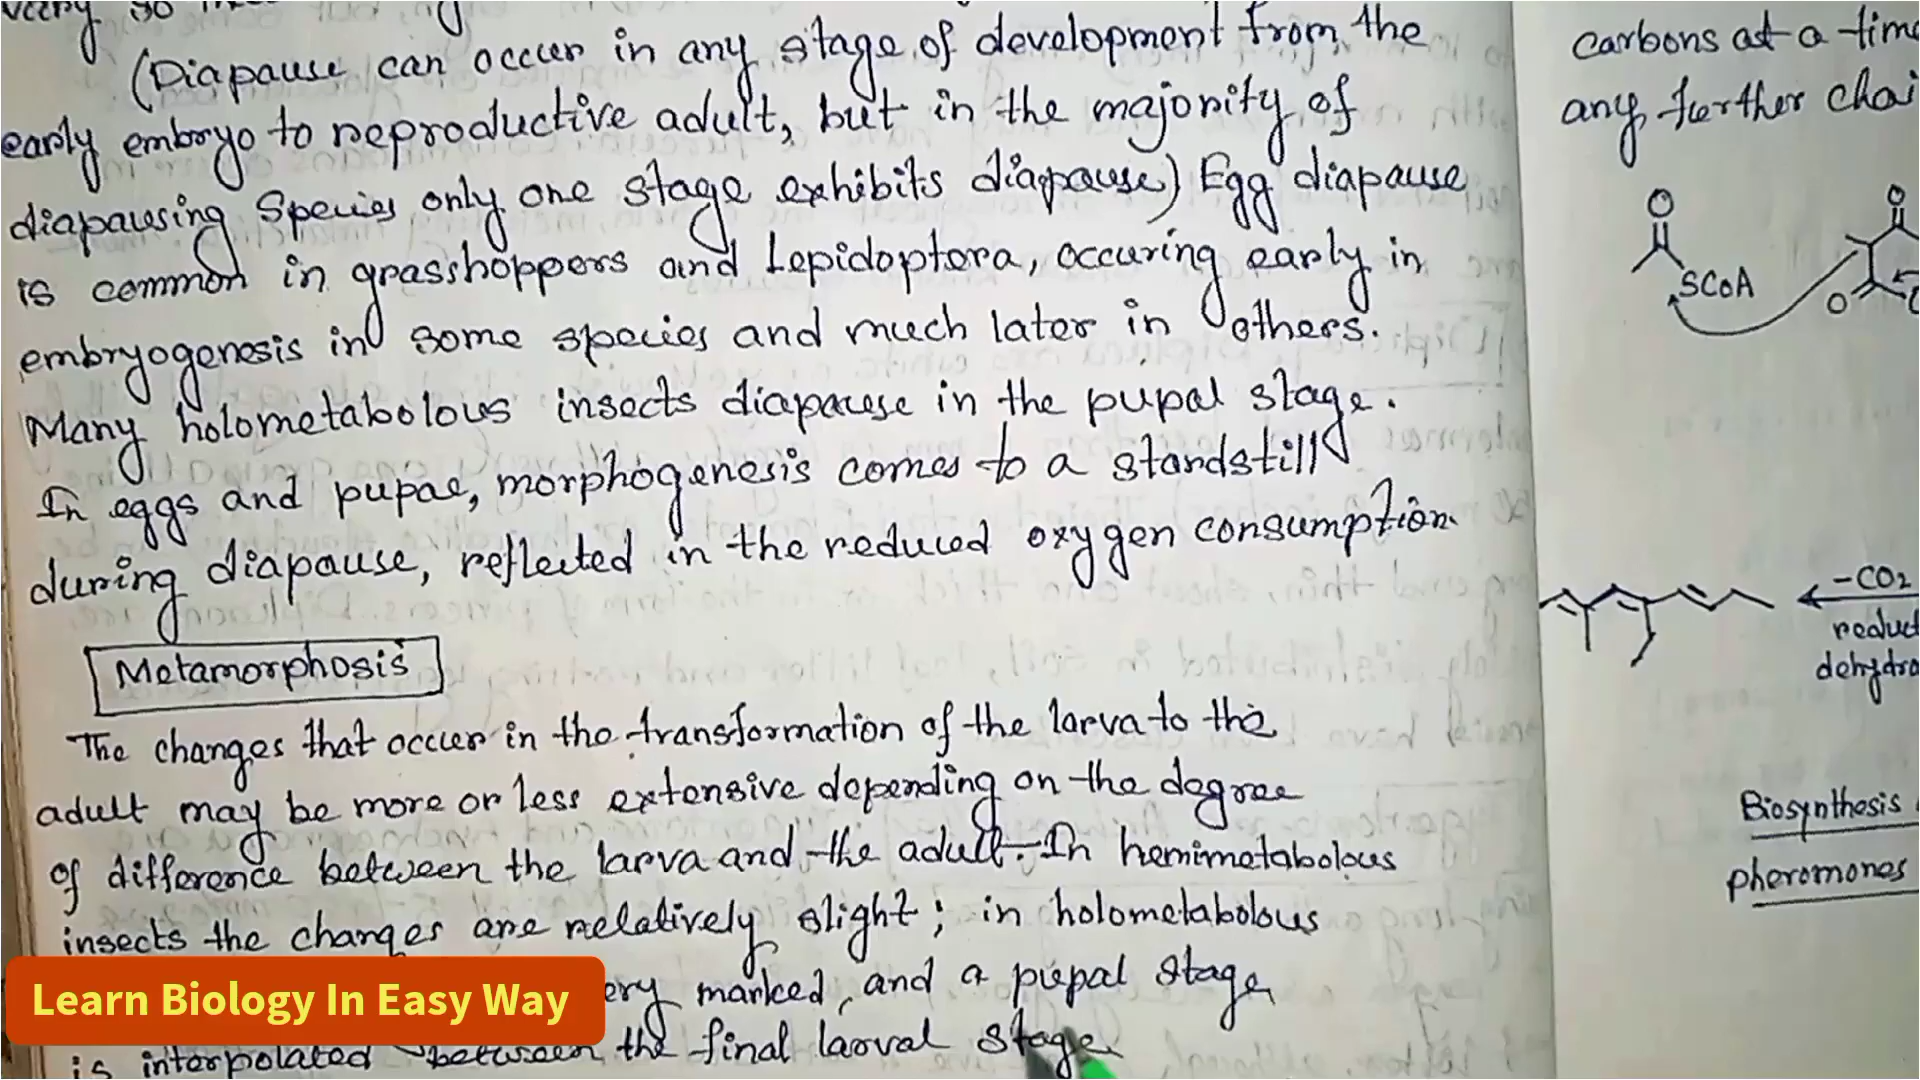 (Diapause can occur in any stage of development from the
early embryo to reproductive adult, but in the majority of
diapausing species only one stage exhibits diapause) Egg diapause
is common in grasshoppers and Lepidoptera, occuring early in
embryogenesis in some species and much later in others.
Many holometabolous insects diapause in the pupal stage.
In eggs and pupae, morphogenesis comes to a standstill
during diapause, reflected in the reduced oxygen consumption.
Metamorphosis
The changes that occur in the transformation of the larva to the
adult may be more or less extensive depending on the degree
of difference between the larva and the adult. In hemimetabolous
insects the changes are relatively slight; in holometabolous
ery marked, and a pupal stage
is interpolated between the final larval stage
Learn Biology In Easy Way
carbons at a time
any further chai
O
SCoA
O
O
-CO2
reduct
dehydro
Biosynthesis
pheromones